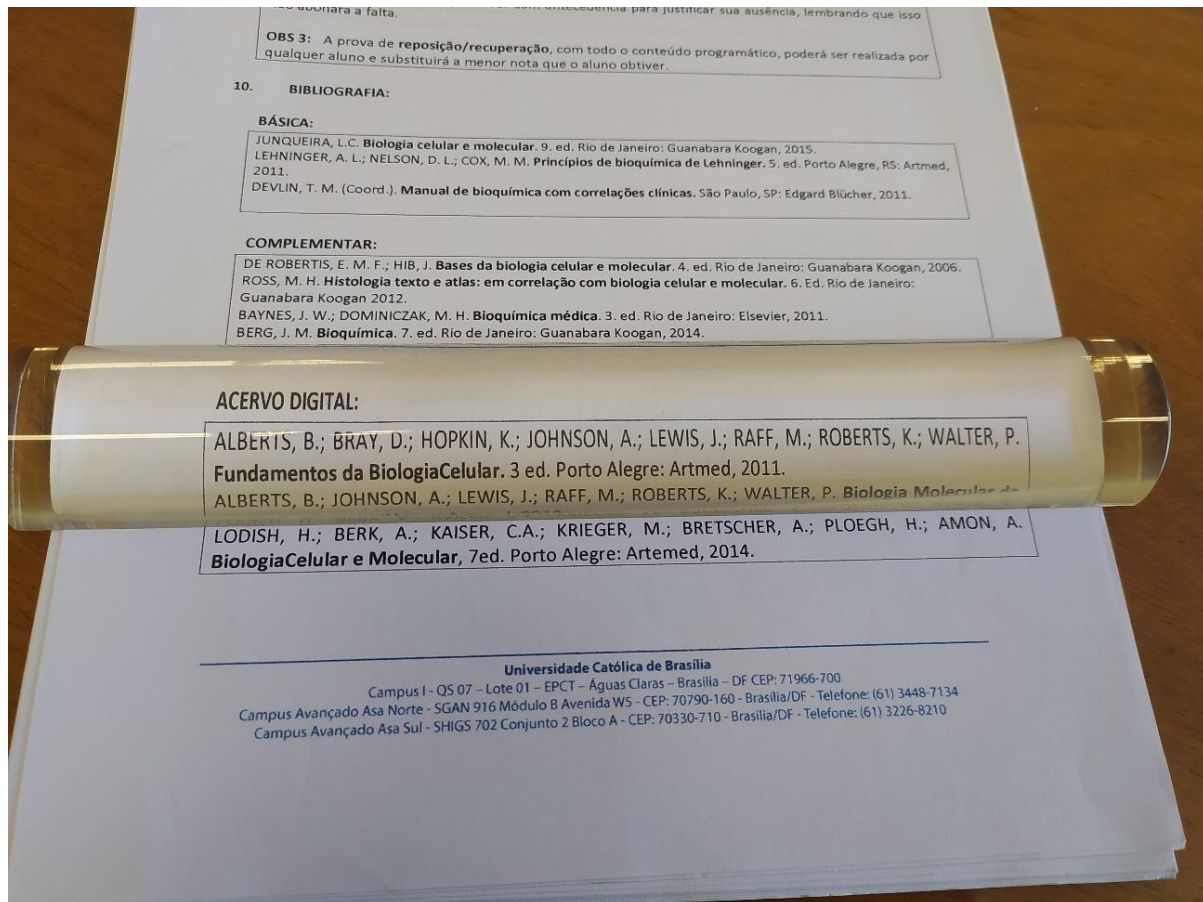 abonará a falta.
antecedência para justificar sua ausência, lembrando que isso
OBS 3: A prova de reposição/recuperação, com todo o conteúdo programático, poderá ser realizada por
qualquer aluno e substituirá a menor nota que o aluno obtiver.
10. BIBLIOGRAFIA:
BÁSICA:
JUNQUEIRA, L.C. Biologia celular e molecular. 9. ed. Rio de Janeiro: Guanabara Koogan, 2015.
LEHNINGER, A. L.; NELSON, D. L.; COX, M. M. Princípios de bioquímica de Lehninger. 5. ed. Porto Alegre, RS: Artmed,
2011.
DEVLIN, T. M. (Coord.). Manual de bioquímica com correlações clínicas. São Paulo, SP: Edgard Blücher, 2011.
COMPLEMENTAR:
DE ROBERTIS, E. M. F.; HIB, J. Bases da biologia celular e molecular. 4. ed. Rio de Janeiro: Guanabara Koogan, 2006.
ROSS, M. H. Histologia texto e atlas: em correlação com biologia celular e molecular. 6. Ed. Rio de Janeiro:
Guanabara Koogan 2012.
BAYNES, J. W.; DOMINICZAK, M. H. Bioquímica médica. 3. ed. Rio de Janeiro: Elsevier, 2011.
BERG, J. M. Bioquímica. 7. ed. Rio de Janeiro: Guanabara Koogan, 2014.
ACERVO DIGITAL:
ALBERTS, B.; BRAY, D.; HOPKIN, K.; JOHNSON, A.; LEWIS, J.; RAFF, M.; ROBERTS, K.; WALTER, P.
Fundamentos da BiologiaCelular. 3 ed. Porto Alegre: Artmed, 2011.
ALBERTS, B.; JOHNSON, A.; LEWIS, J.; RAFF, M.; ROBERTS, K.; WALTER, P. Biologia Molecular da
LODISH, H.; BERK, A.; KAISER, C.A.; KRIEGER, M.; BRETSCHER, A.; PLOEGH, H.; AMON, A.
BiologiaCelular e Molecular, 7ed. Porto Alegre: Artemed, 2014.
Universidade Católica de Brasília
Campus I - QS 07 – Lote 01 – EPCT – Águas Claras – Brasilia – DF CEP: 71966-700
Campus Avançado Asa Norte - SGAN 916 Módulo B Avenida W5 - CEP: 70790-160 - Brasília/DF - Telefone: (61) 3448-7134
Campus Avançado Asa Sul - SHIGS 702 Conjunto 2 Bloco A - CEP: 70330-710 - Brasília/DF - Telefone: (61) 3226-8210